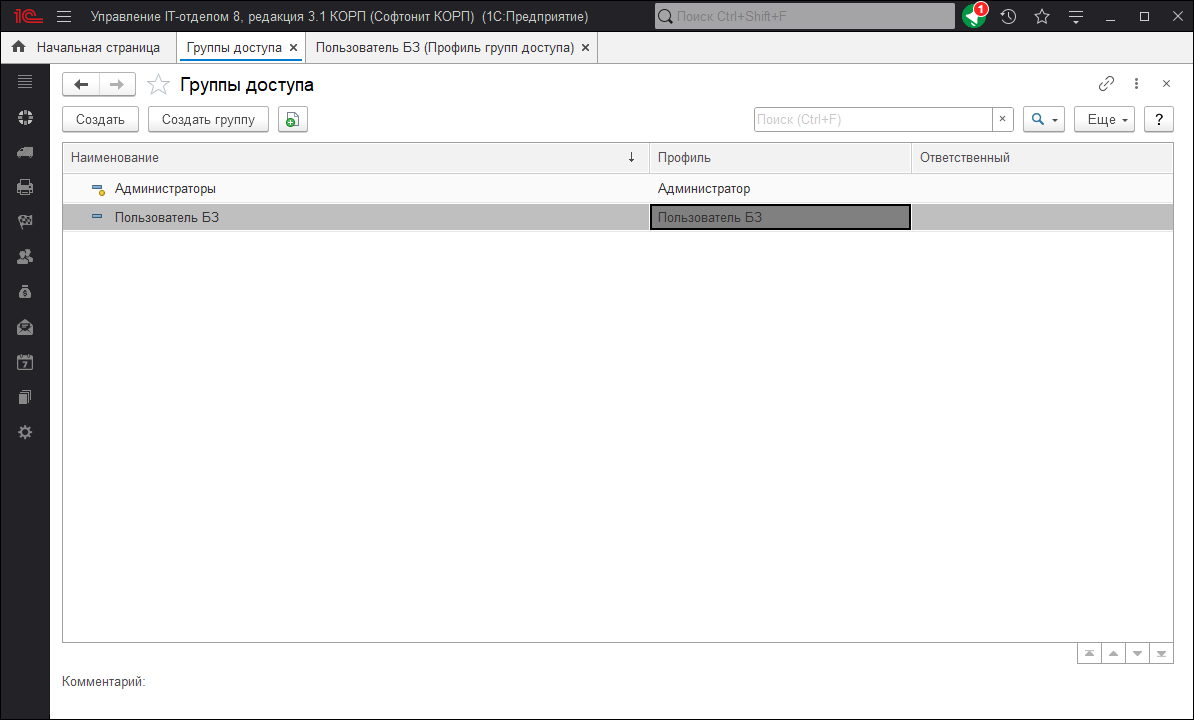 1С Управление IT-отделом 8, редакция 3.1 КОРП (Софтонит КОРП) (1С:Предприятие) Поиск Ctrl+Shift+F 1
Начальная страница Группы доступа × Пользователь БЗ (Профиль групп доступа) ×
Группы доступа
Создать Создать группу Поиск (Ctrl+F) × Еще ?
Наименование ↓ Профиль Ответственный
Администраторы Администратор
Пользователь БЗ Пользователь БЗ
7
Комментарий: